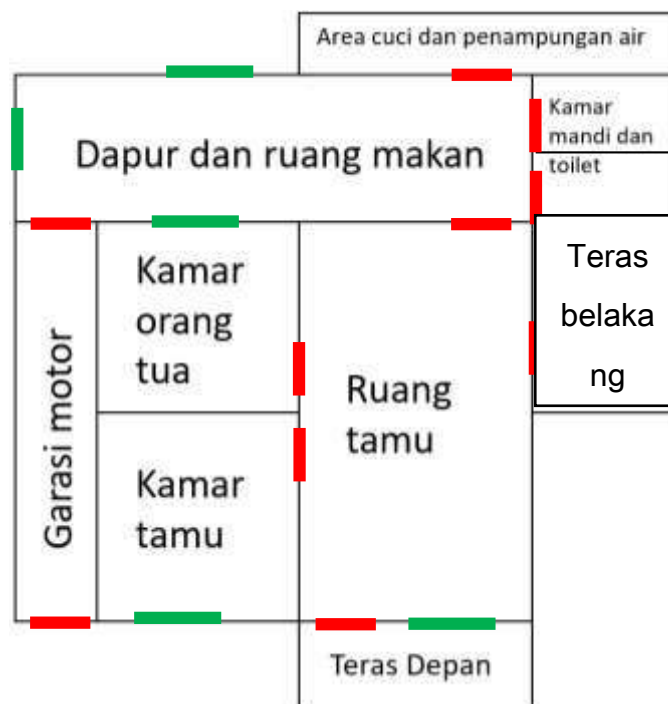 Area cuci dan penampungan air
Kamar
mandi dan
toilet
Dapur dan ruang makan
Teras
belaka
ng
Kamar
orang
tua
Ruang
tamu
Garasi motor
Kamar
tamu
Teras Depan